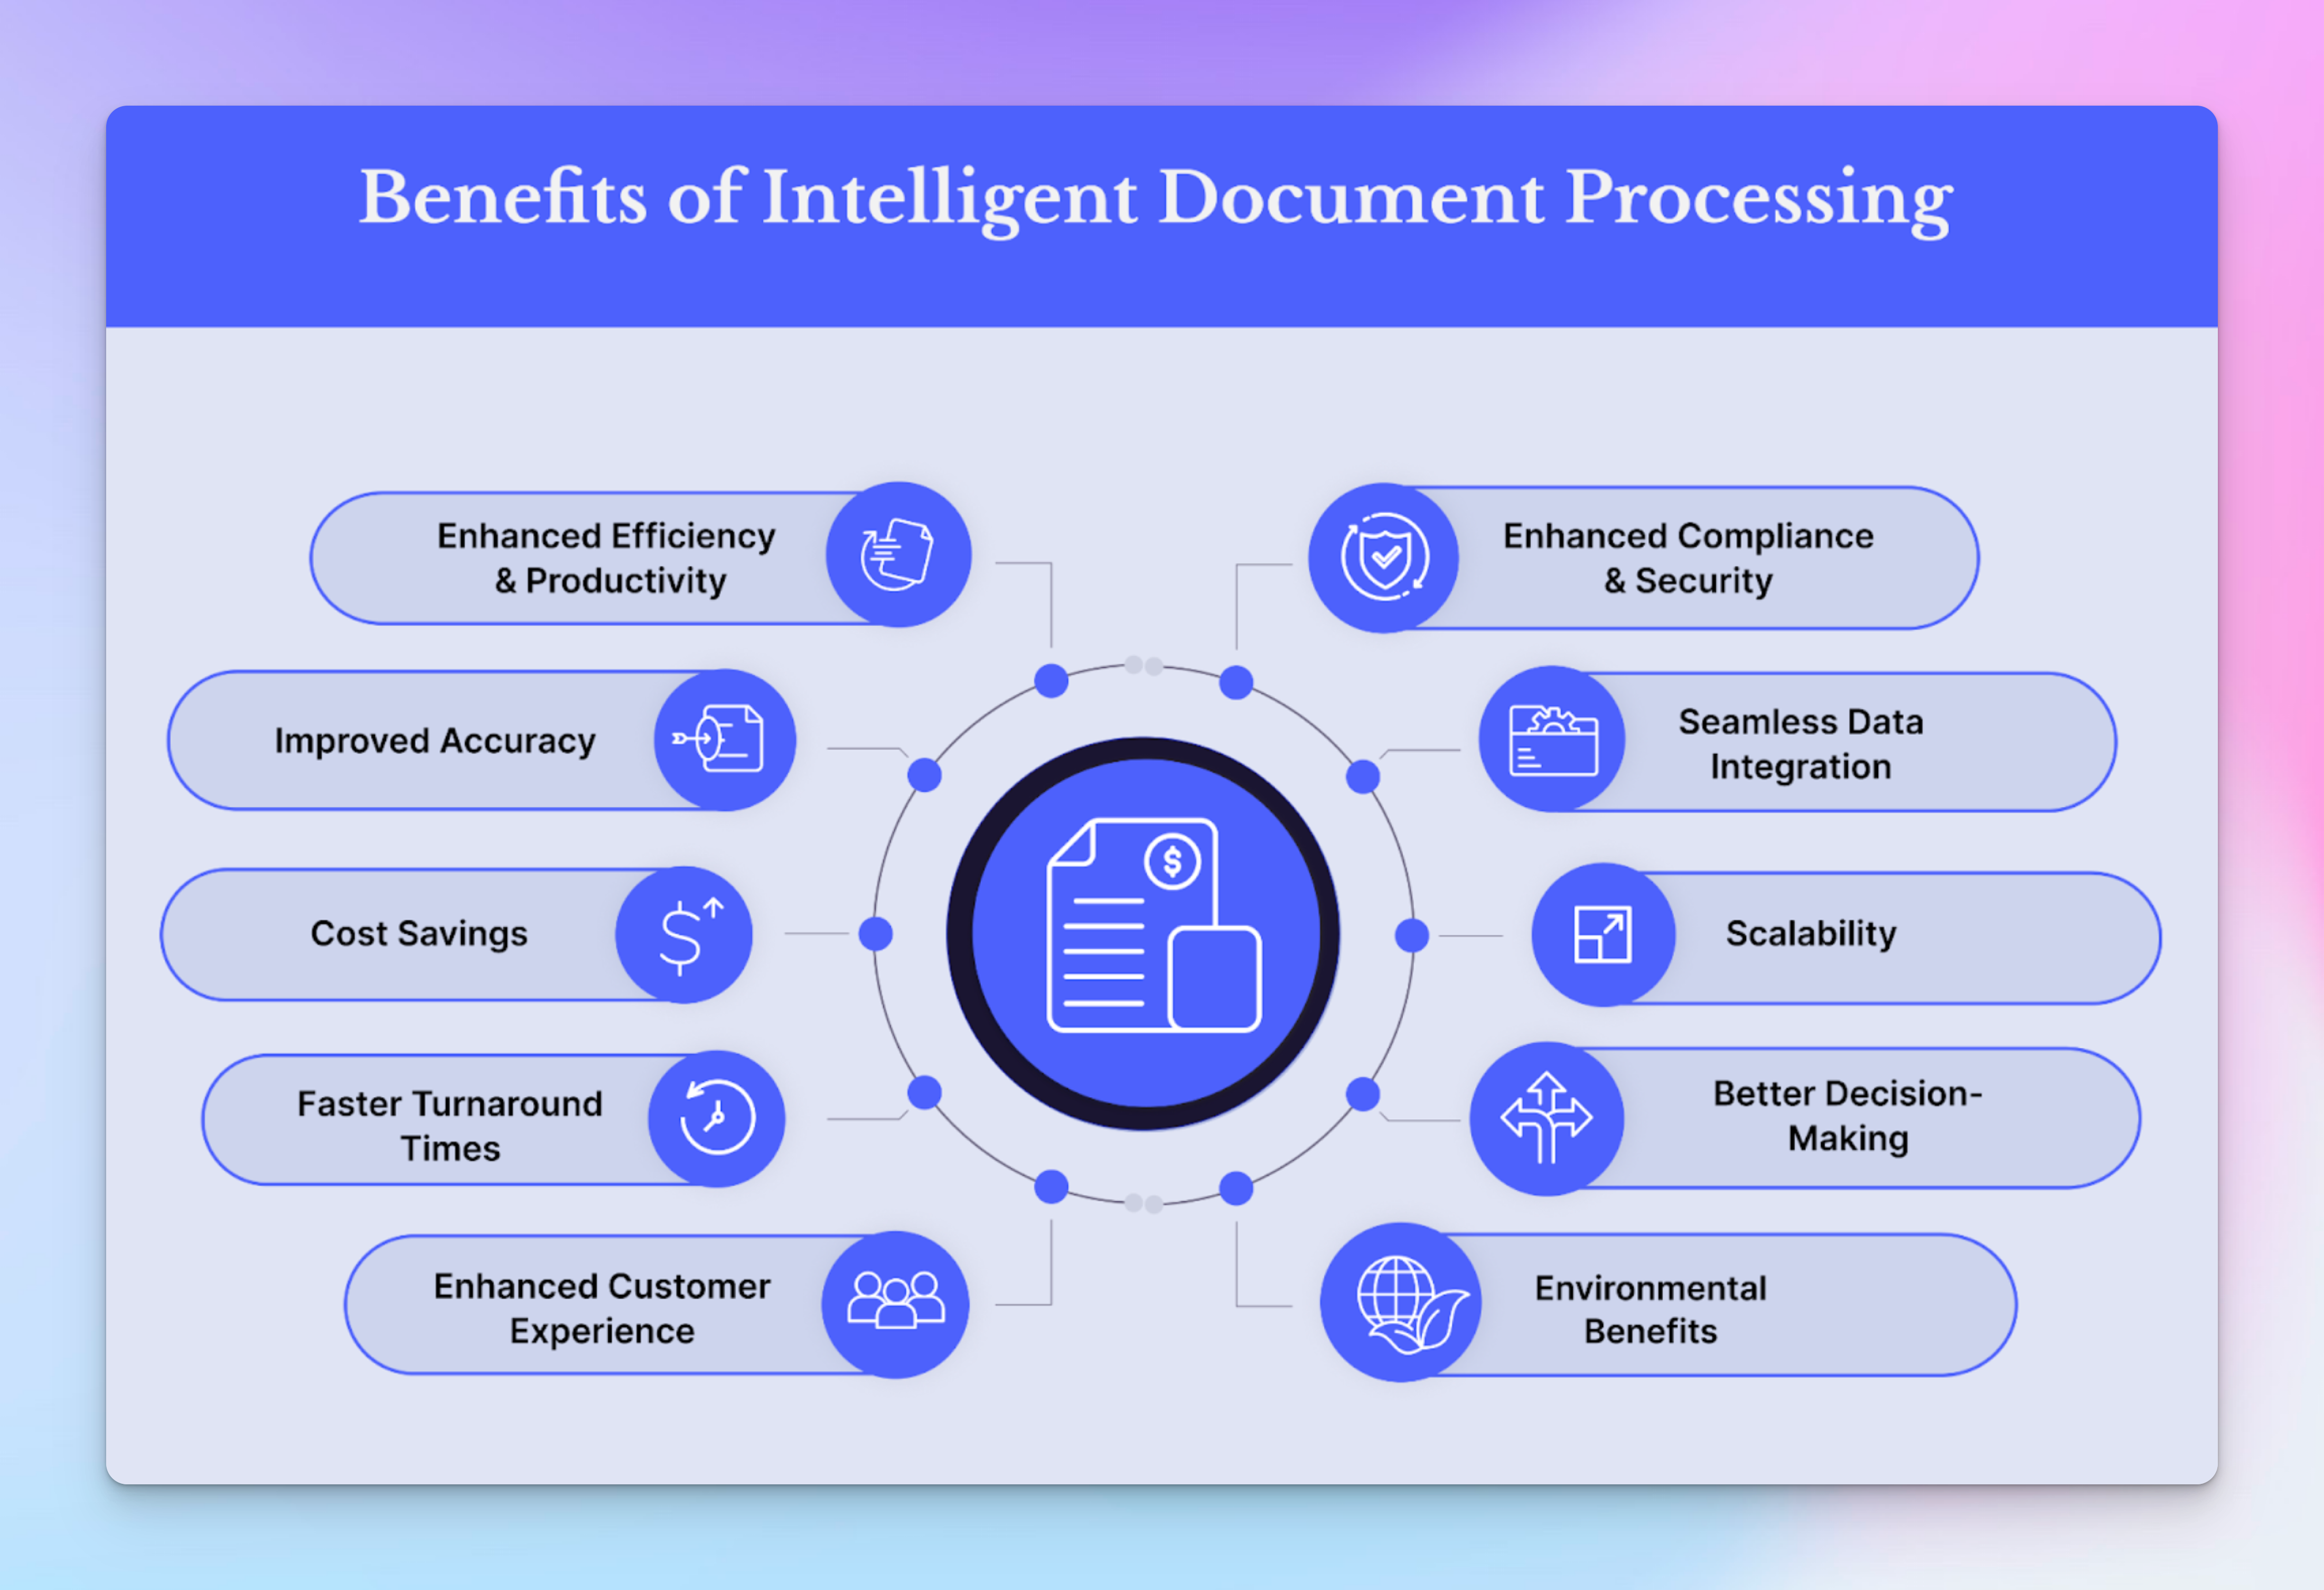 Benefits of Intelligent Document Processing
Enhanced Efficiency
& Productivity
Improved Accuracy
Cost Savings
Faster Turnaround
Times
Enhanced Customer
Experience
$
$
Enhanced Compliance
& Security
Seamless Data
Integration
Scalability
Better Decision-
Making
Environmental
Benefits